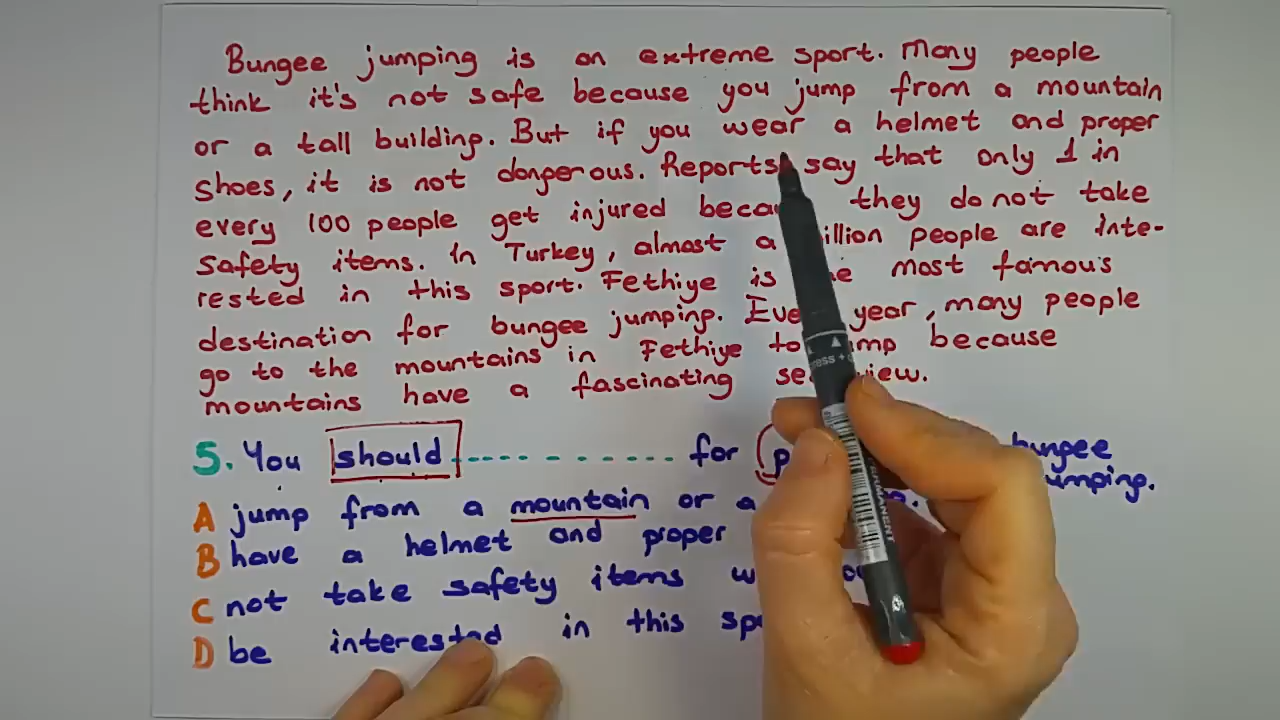 Bungee jumping is an extreme sport. Many people
think it's not safe because you jump from a mountain
or a tall building. But if you wear a helmet and proper
shoes, it is not dangerous. Reports say that only 1 in
every 100 people get injured they do not take
safety items. In Turkey, almost a people are inte-
rested in this sport. Fethiye is most famous
destination for bungee jumping. year, many people
go to the mountains in Fethiye to because
mountains have a fascinating
5. You should .............. for bungee
jumping.
A jump from a mountain or a
B have a helmet and proper
C not take safety items
D be interested in this